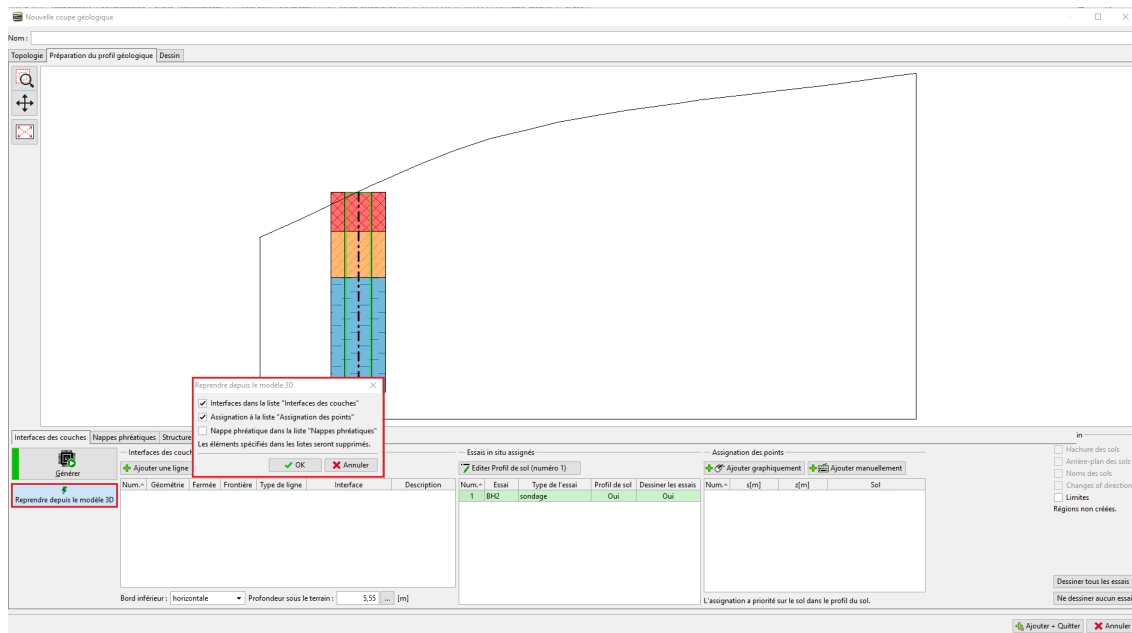 Nouvelle coupe géologique
Nom :
Topologie Préparation du profil géologique Dessin
Reprendre depuis le modèle 3D
Interfaces dans la liste "Interfaces des couches"
Assignation à la liste "Assignation des points"
Nappe phréatique dans la liste "Nappes phréatiques"
Les éléments spécifiés dans les listes seront supprimés.
OK Annuler
Interfaces des couches Nappes phréatiques Structure
in
Générer
Reprendre depuis le modèle 3D
Interfaces des couch
Ajouter une ligne
Num. Géométrie Fermée Frontière Type de ligne Interface Description
Bord inférieur : horizontale Profondeur sous le terrain : 5,55 ... [m]
Essais in situ assignés
Editer Profil de sol (numéro 1)
Num. Essai Type de l'essai Profil de sol Dessiner les essais
1 BH2 sondage Oui Oui
Assignation des points
Ajouter graphiquement Ajouter manuellement
Num. s[m] z[m] Sol
L'assignation a priorité sur le sol dans le profil du sol.
Hachure des sols
Arrière-plan des sols
Noms des sols
Changes of direction
Limites
Régions non créées.
Dessiner tous les essais
Ne dessiner aucun essai
Ajouter + Quitter Annuler